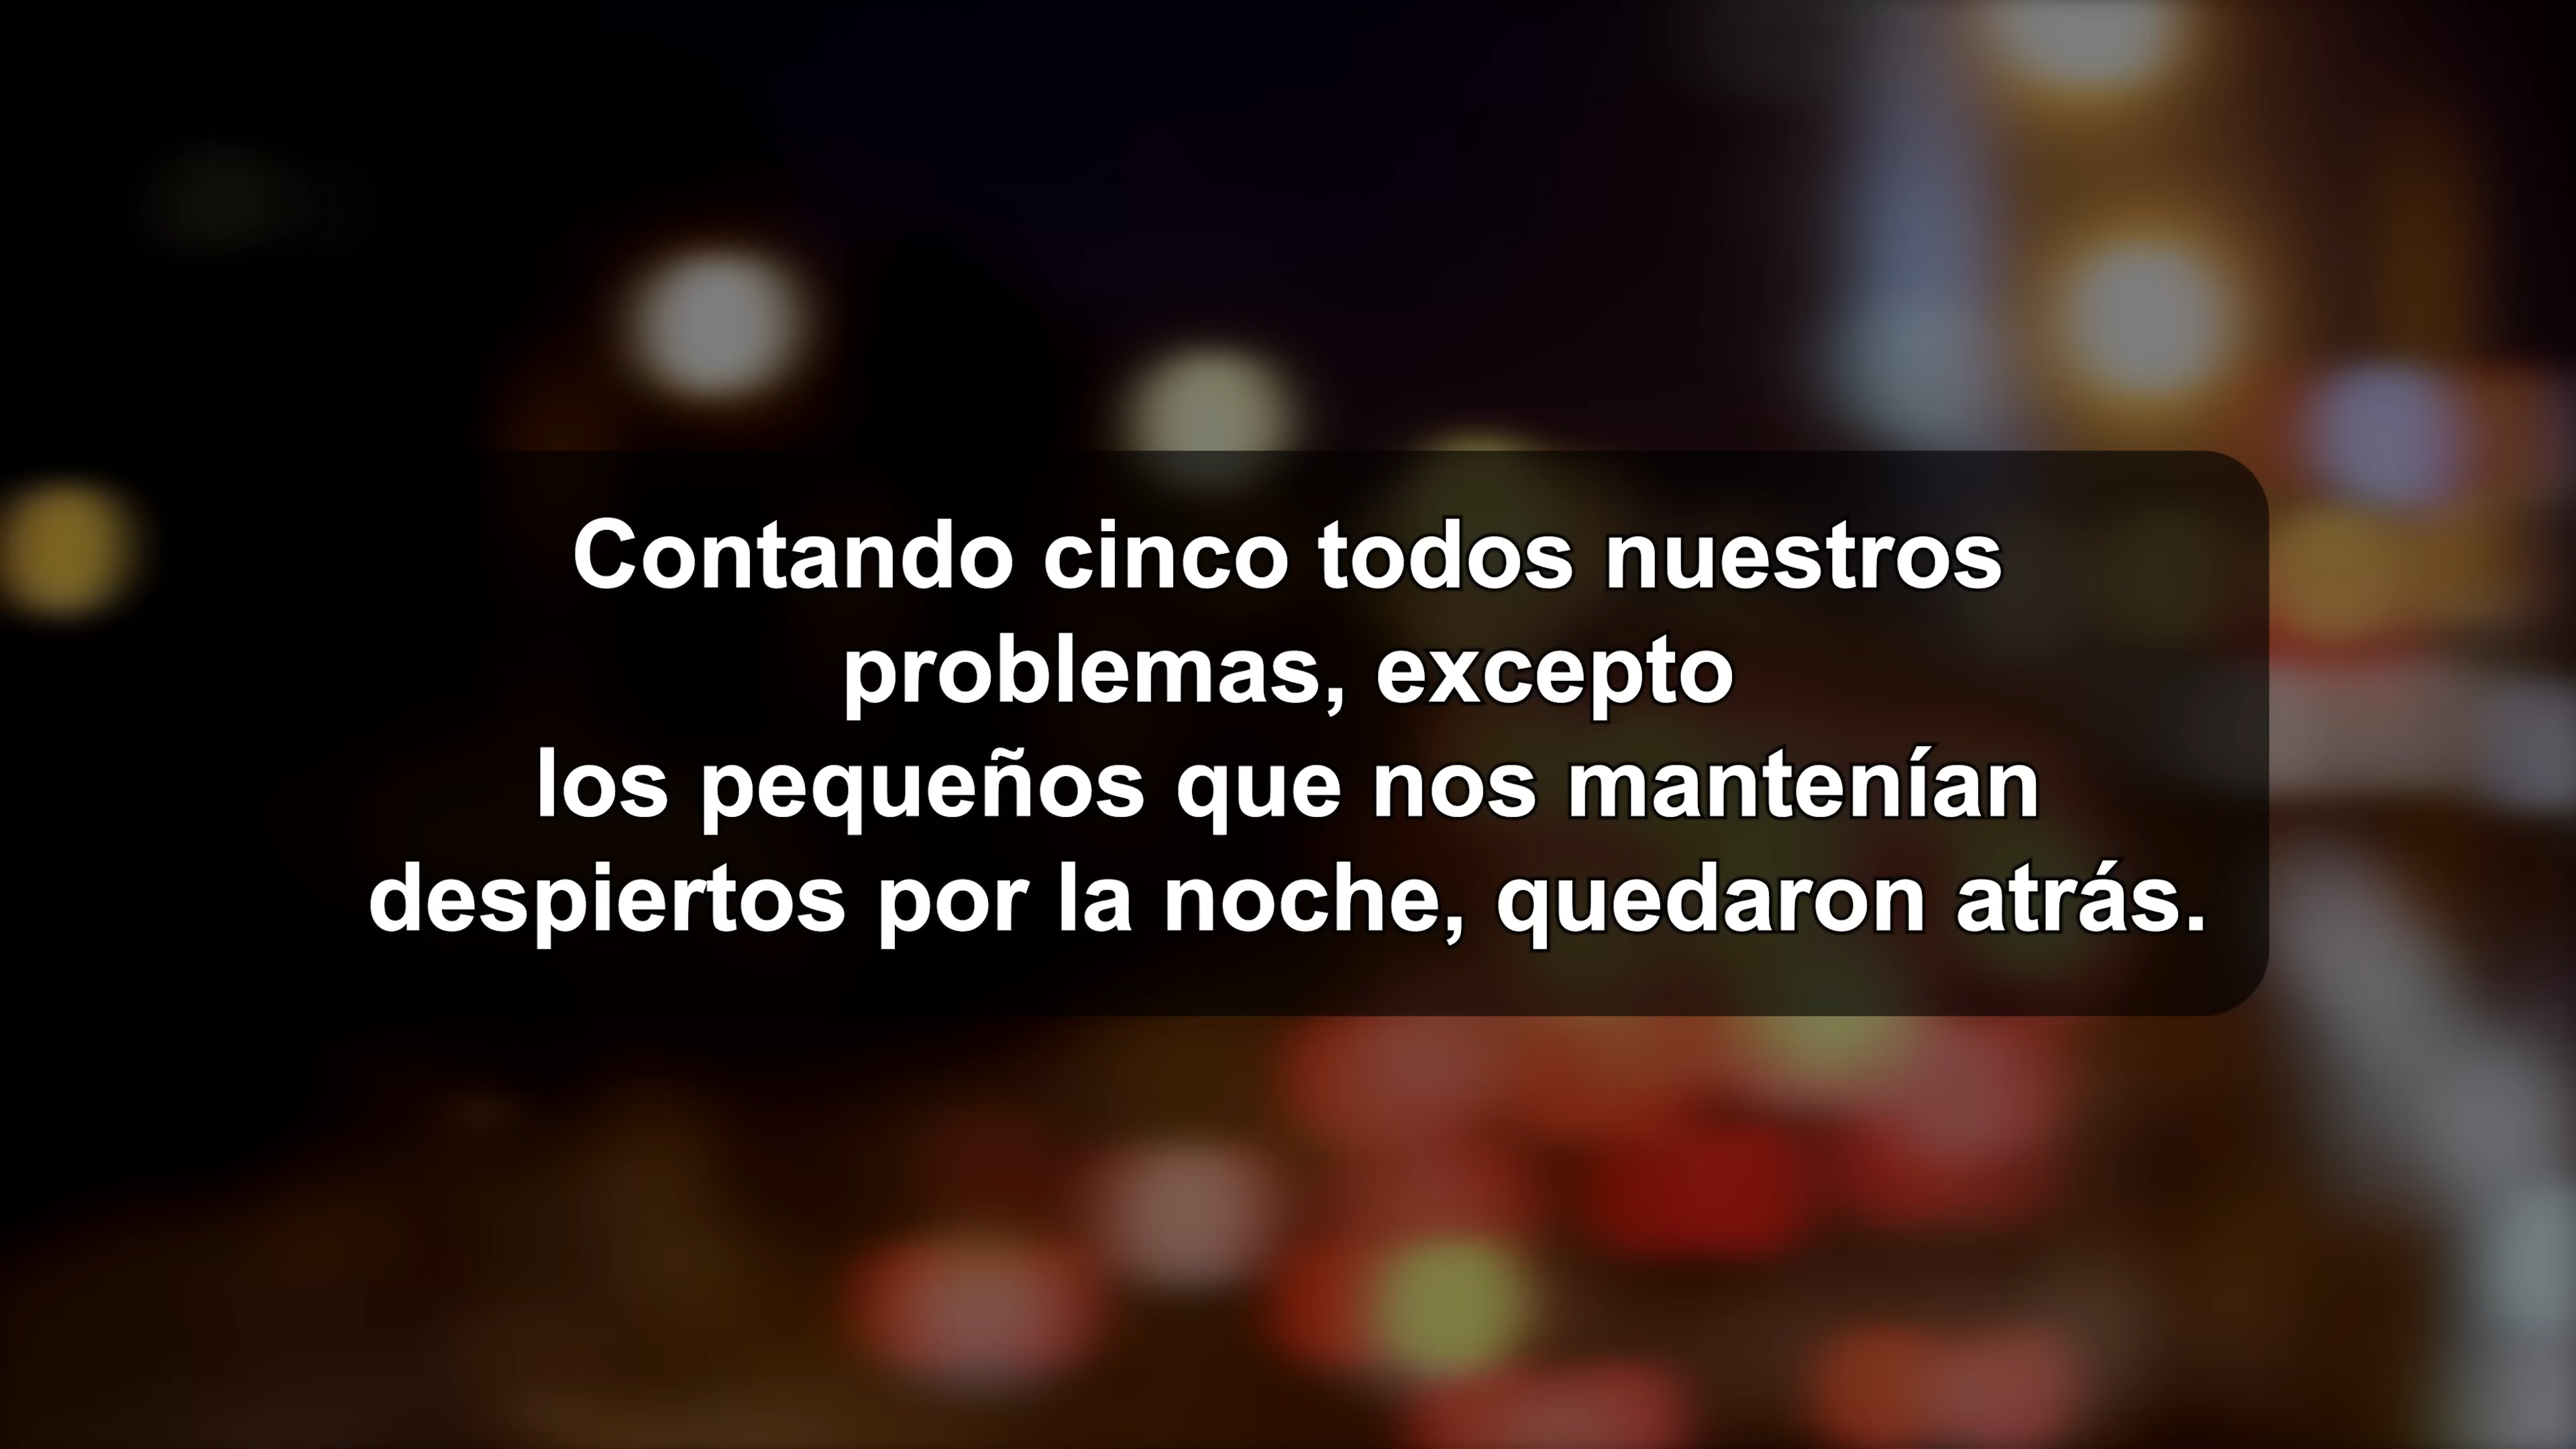 Contando cinco todos nuestros
problemas, excepto
los pequeños que nos mantenían
despiertos por la noche, quedaron atrás.